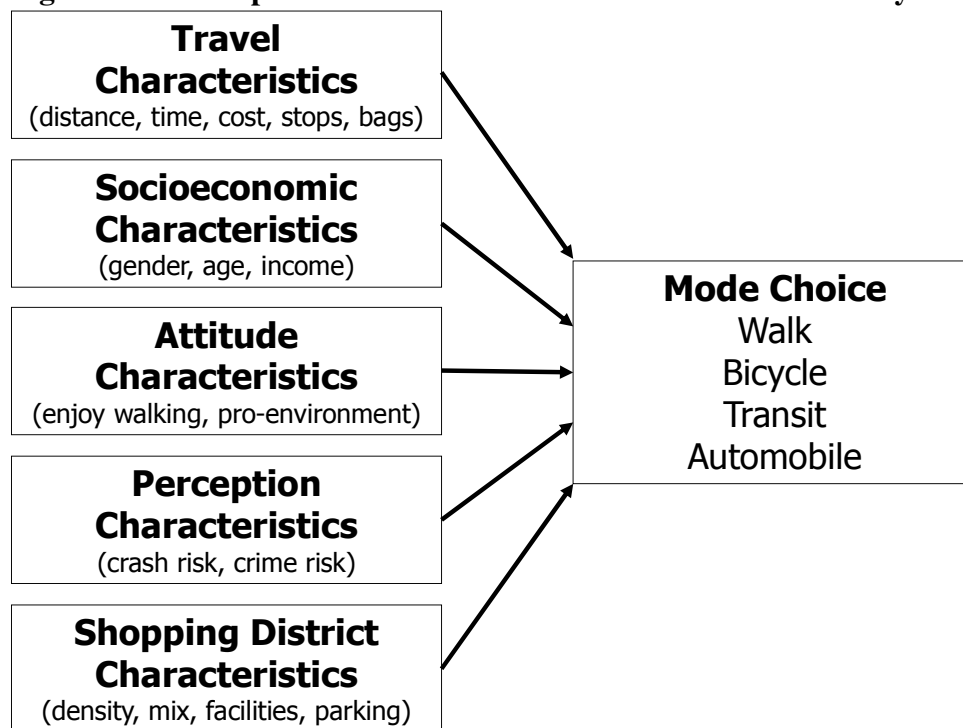 Travel
Characteristics
(distance, time, cost, stops, bags)
Socioeconomic
Characteristics
(gender, age, income)
Attitude
Characteristics
(enjoy walking, pro-environment)
Perception
Characteristics
(crash risk, crime risk)
Shopping District
Characteristics
(density, mix, facilities, parking)
Mode Choice
Walk
Bicycle
Transit
Automobile